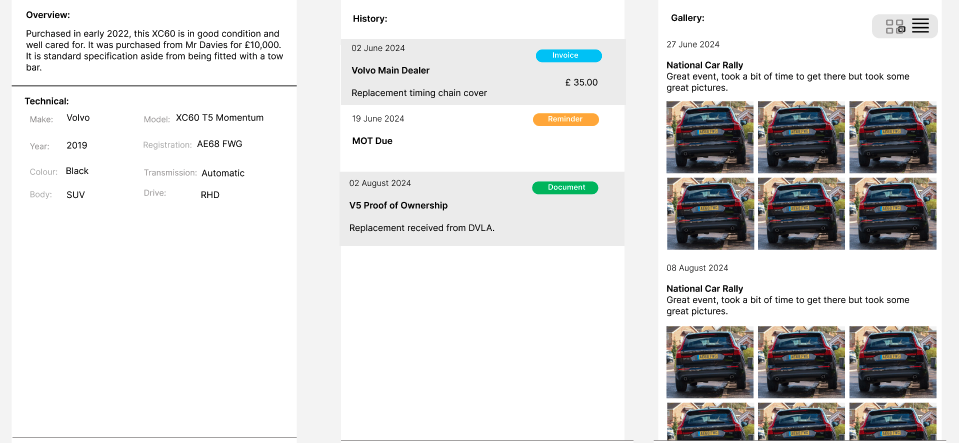 Overview:
Purchased in early 2022, this XC60 is in good condition and
well cared for. It was purchased from Mr Davies for £10,000.
It is standard specification aside from being fitted with a tow
bar.
Technical:
Make: Volvo Model: XC60 T5 Momentum
Year: 2019 Registration: AE68 FWG
Colour: Black Transmission: Automatic
Body: SUV Drive: RHD
History:
02 June 2024 Invoice
Volvo Main Dealer
£ 35.00
Replacement timing chain cover
19 June 2024 Reminder
MOT Due
02 August 2024 Document
V5 Proof of Ownership
Replacement received from DVLA.
Gallery:
27 June 2024
National Car Rally
Great event, took a bit of time to get there but took some
great pictures.
08 August 2024
National Car Rally
Great event, took a bit of time to get there but took some
great pictures.